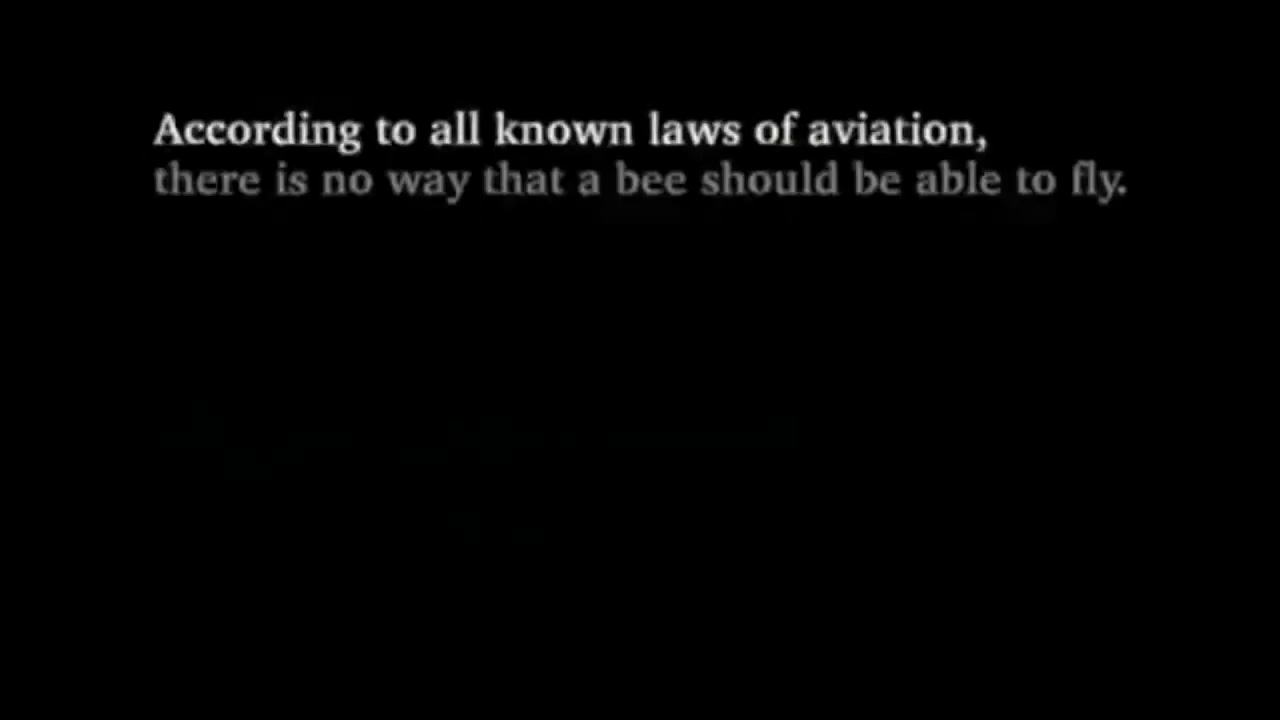 According to all known laws of aviation,
there is no way that a bee should be able to fly.